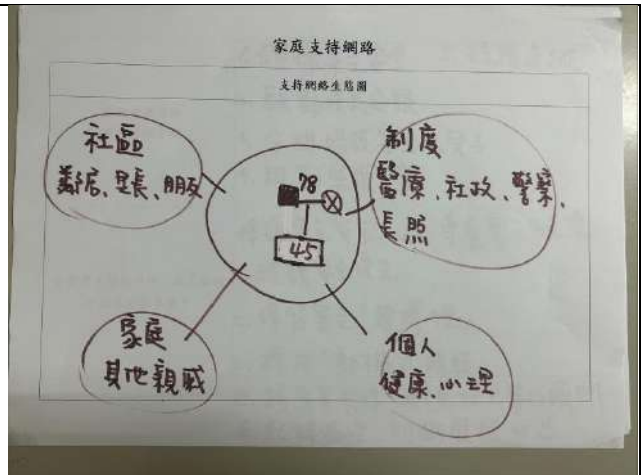 家庭支持網路
支持網絡生態圖
社區
鄰居、里長、朋友
制度
醫療、社政、警察、
長照
78
45
家庭
其他親戚
個人
健康、心理